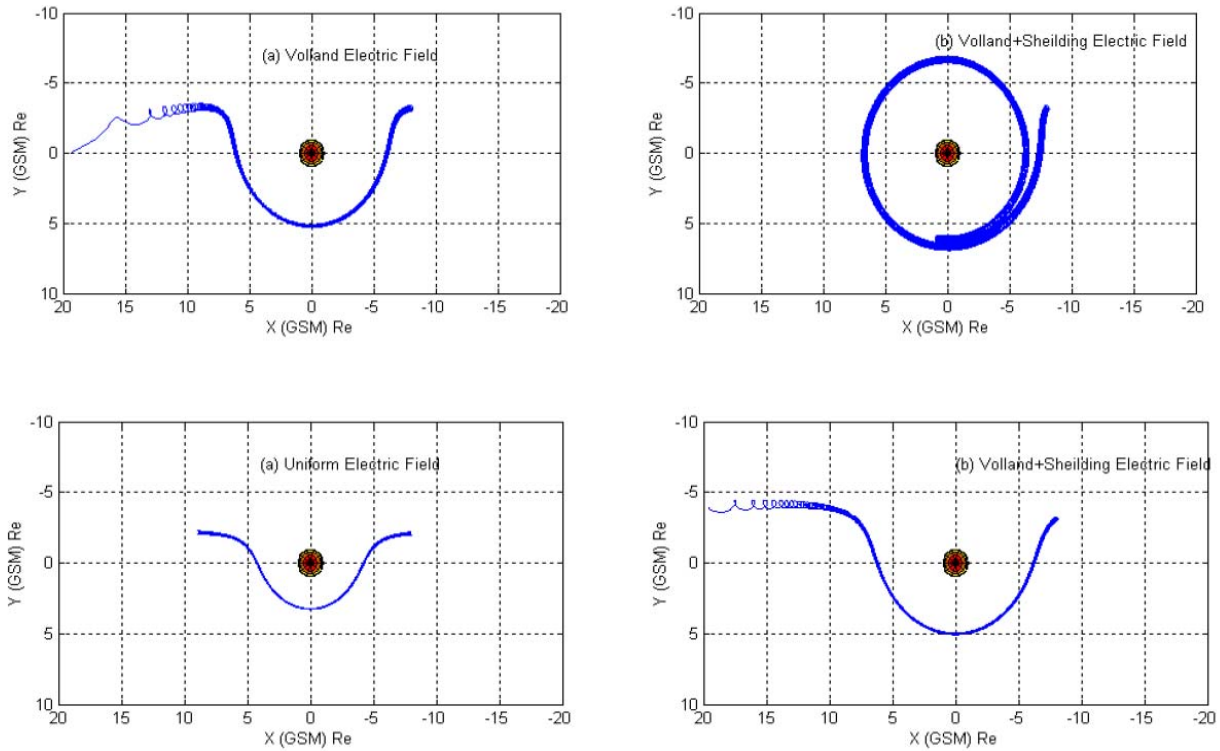 -10
(a) Volland Electric Field
-5
Y (GSM) Re
0
5
10
20 15 10 5 0 -5 -10 -15 -20
X (GSM) Re
-10
(b) Volland+Sheilding Electric Field
-5
Y (GSM) Re
0
5
10
20 15 10 5 0 -5 -10 -15 -20
X (GSM) Re
-10
(a) Uniform Electric Field
-5
Y (GSM) Re
0
5
10
20 15 10 5 0 -5 -10 -15 -20
X (GSM) Re
-10
(b) Volland+Sheilding Electric Field
-5
Y (GSM) Re
0
5
10
20 15 10 5 0 -5 -10 -15 -20
X (GSM) Re